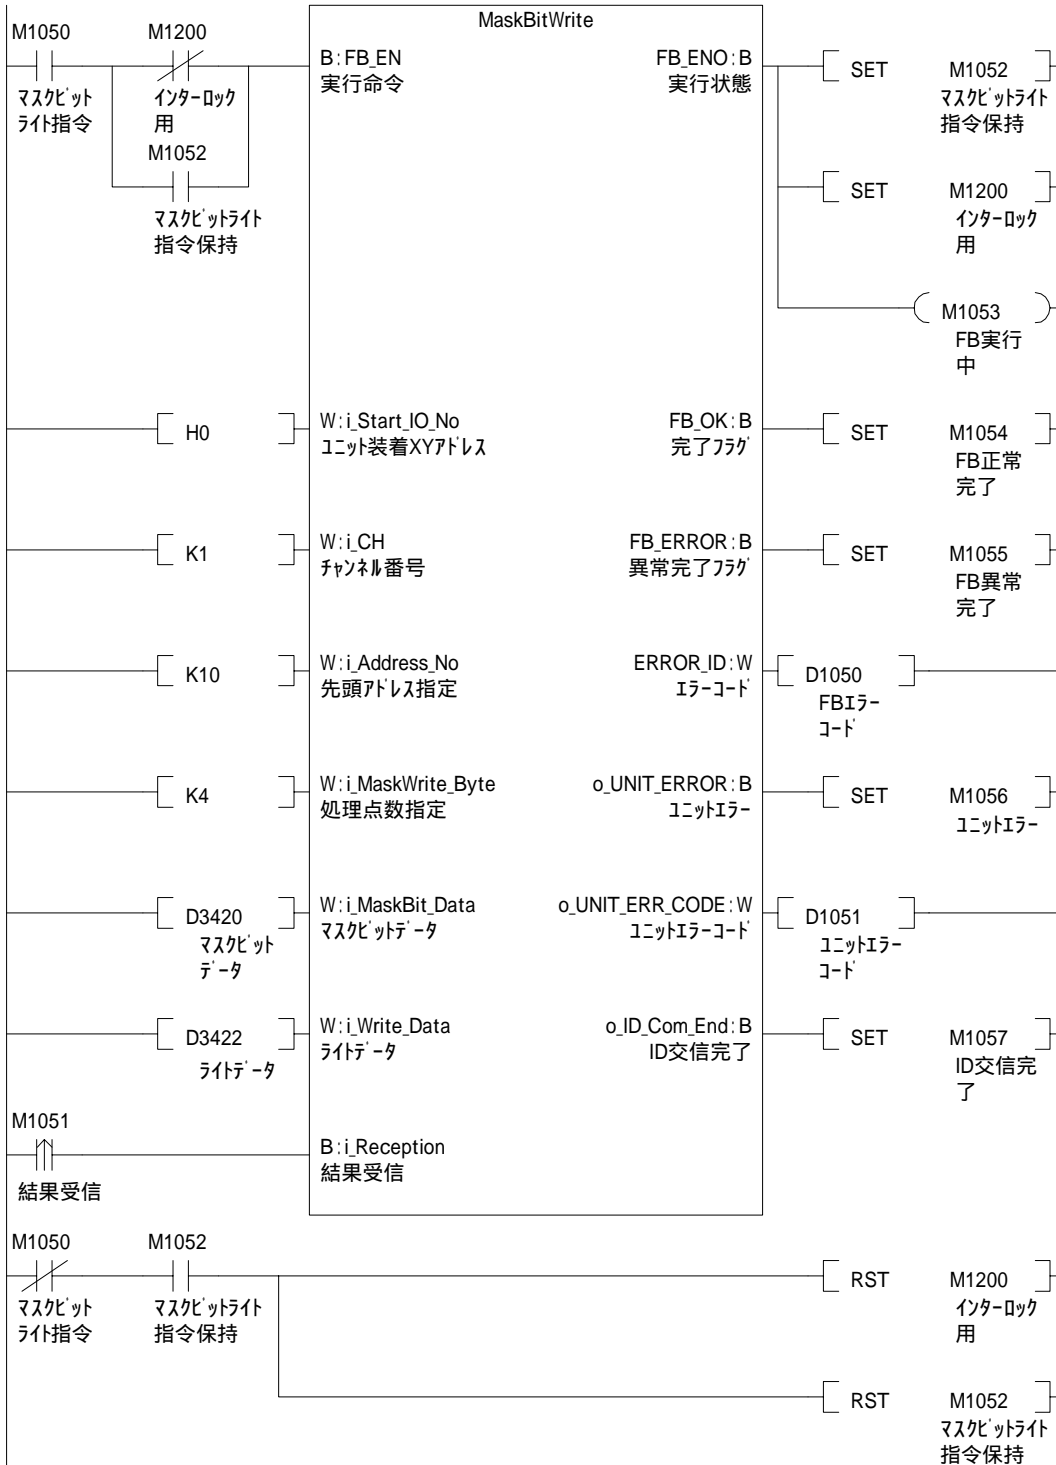 MaskBitWrite
M1050 M1200
B:FB_EN FB_ENO:B SET M1052
実行命令 実行状態 マスクビットライト
マスクビット インターロック 指令保持
ライト指令 用
M1052
SET M1200
マスクビットライト インターロック
指令保持 用
M1053
FB実行
中
H0 W:i_Start_IO_No FB_OK:B SET M1054
ユニット装着XYアドレス 完了フラグ FB正常
完了
K1 W:i_CH FB_ERROR:B SET M1055
チャンネル番号 異常完了フラグ FB異常
完了
K10 W:i_Address_No ERROR_ID:W D1050
先頭アドレス指定 エラーコード FBエラー
コード
K4 W:i_MaskWrite_Byte o_UNIT_ERROR:B SET M1056
処理点数指定 ユニットエラー ユニットエラー
D3420 W:i_MaskBit_Data o_UNIT_ERR_CODE:W D1051
マスクビット マスクビットデータ ユニットエラーコード ユニットエラー
データ コード
D3422 W:i_Write_Data o_ID_Com_End:B SET M1057
ライトデータ ライトデータ ID交信完了 ID交信完
了
M1051
B:i_Reception
結果受信 結果受信
M1050 M1052
RST M1200
マスクビット マスクビットライト インターロック
ライト指令 指令保持 用
RST M1052
マスクビットライト
指令保持